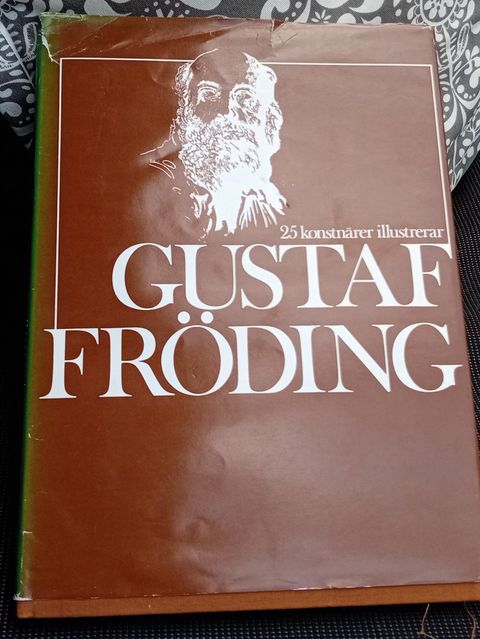 25 konstnärer illustrerar
GUSTAF
FRÖDING